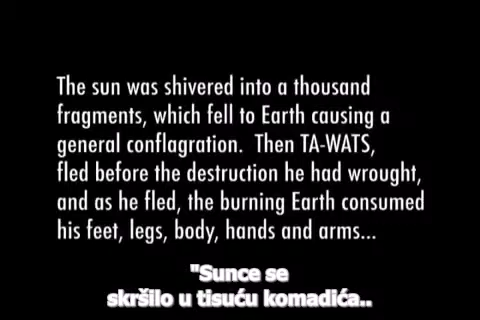 The sun was shivered into a thousand
fragments, which fell to Earth causing a
general conflagration.  Then TA-WATS,
fled before the destruction he had wrought,
and as he fled, the burning Earth consumed
his feet, legs, body, hands and arms...
"Sunce se
skršilo u tisuću komadića..